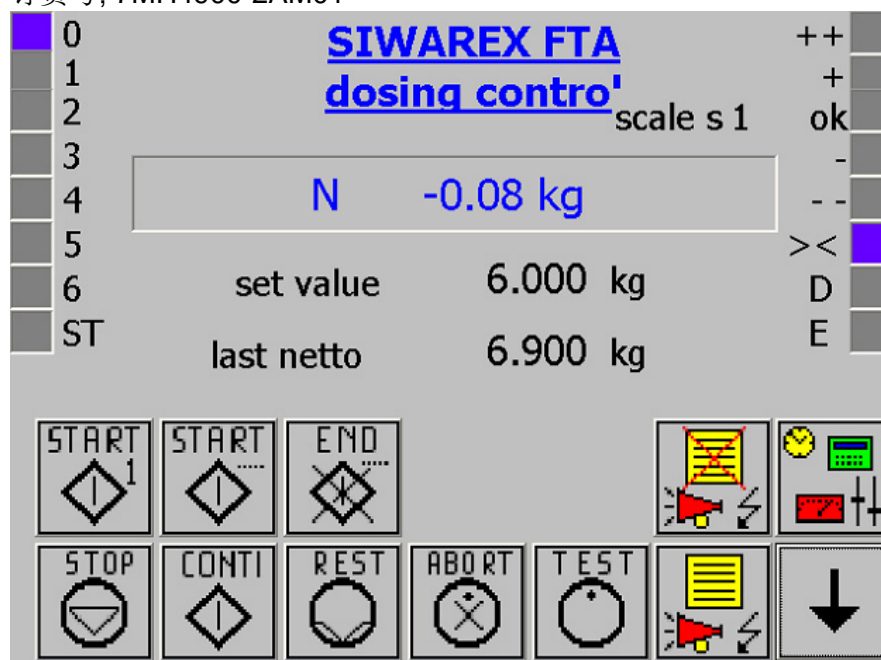 0
1
2
3
4
5
6
ST
SIWAREX FTA
dosing contro'
scale s 1
++
+
ok
-
--
><
D
E
N -0.08 kg
set value 6.000 kg
last netto 6.900 kg
START 1
START
END
STOP
CONTI
REST
ABORT
TEST